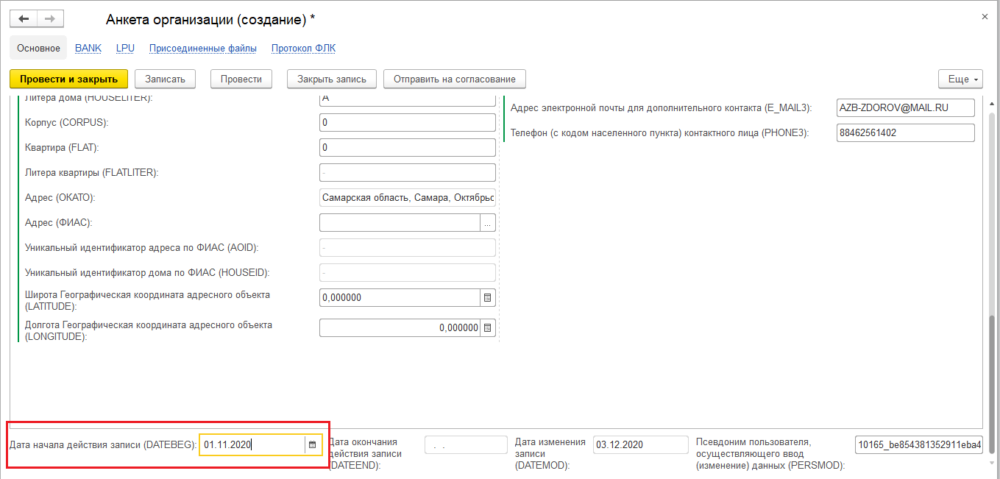 Анкета организации (создание) *
Основное BANK LPU Присоединенные файлы Протокол ФЛК
Провести и закрыть Записать Провести Закрыть запись Отправить на согласование Еще
Литера дома (HOUSELITER): А
Корпус (CORPUS): 0
Квартира (FLAT): 0
Литера квартиры (FLATLITER): -
Адрес (ОКАТО): Самарская область, Самара, Октябрьс
Адрес (ФИАС): ...
Уникальный идентификатор адреса по ФИАС (AOID): -
Уникальный идентификатор дома по ФИАС (HOUSEID): -
Широта Географическая координата адресного объекта
(LATITUDE): 0,000000
Долгота Географическая координата адресного объекта
(LONGITUDE): 0,000000
Адрес электронной почты для дополнительного контакта (E_MAIL3): AZB-ZDOROV@MAIL.RU
Телефон (с кодом населенного пункта) контактного лица (PHONE3): 88462561402
Дата начала действия записи (DATEBEG): 01.11.2020
Дата окончания
действия записи
(DATEEND): . .
Дата изменения
записи
(DATEMOD): 03.12.2020
Псевдоним пользователя,
осуществляющего ввод
(изменение) данных (PERSMOD): 10165_be854381352911eba4